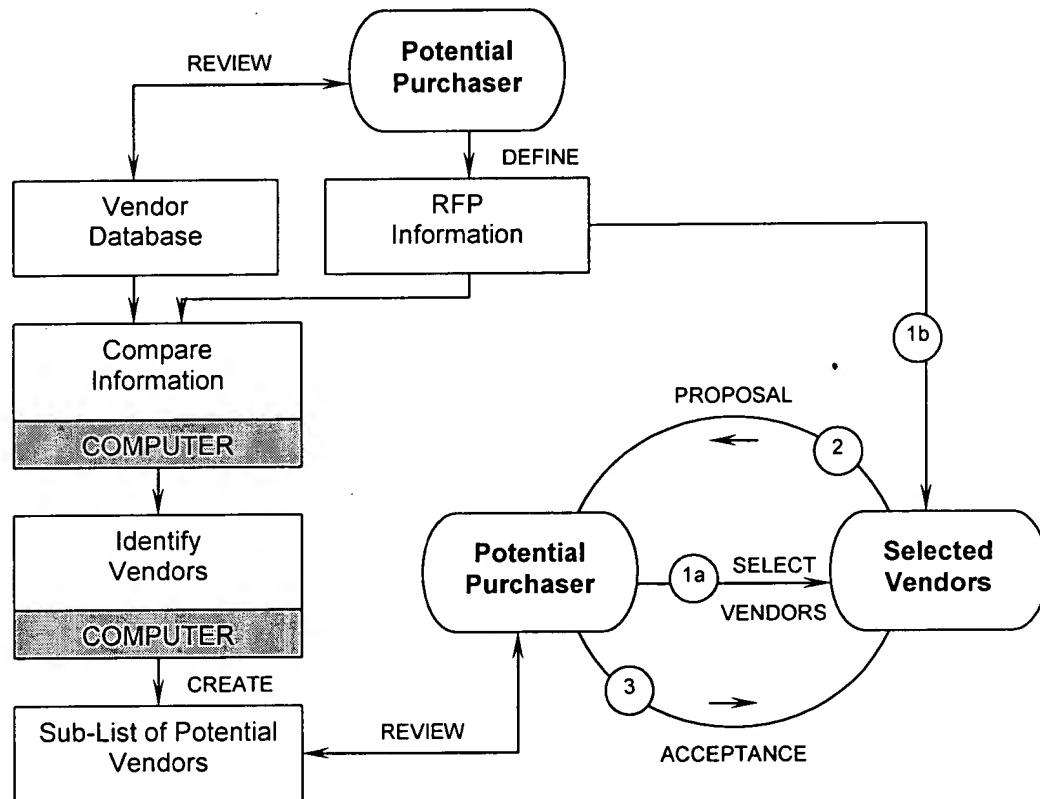 Potential
Purchaser
REVIEW
DEFINE
Vendor
Database
RFP
Information
Compare
Information
COMPUTER
1b
PROPOSAL
2
Identify
Vendors
COMPUTER
Potential
Purchaser
1a
SELECT
VENDORS
Selected
Vendors
CREATE
3
Sub-List of Potential
Vendors
REVIEW
ACCEPTANCE